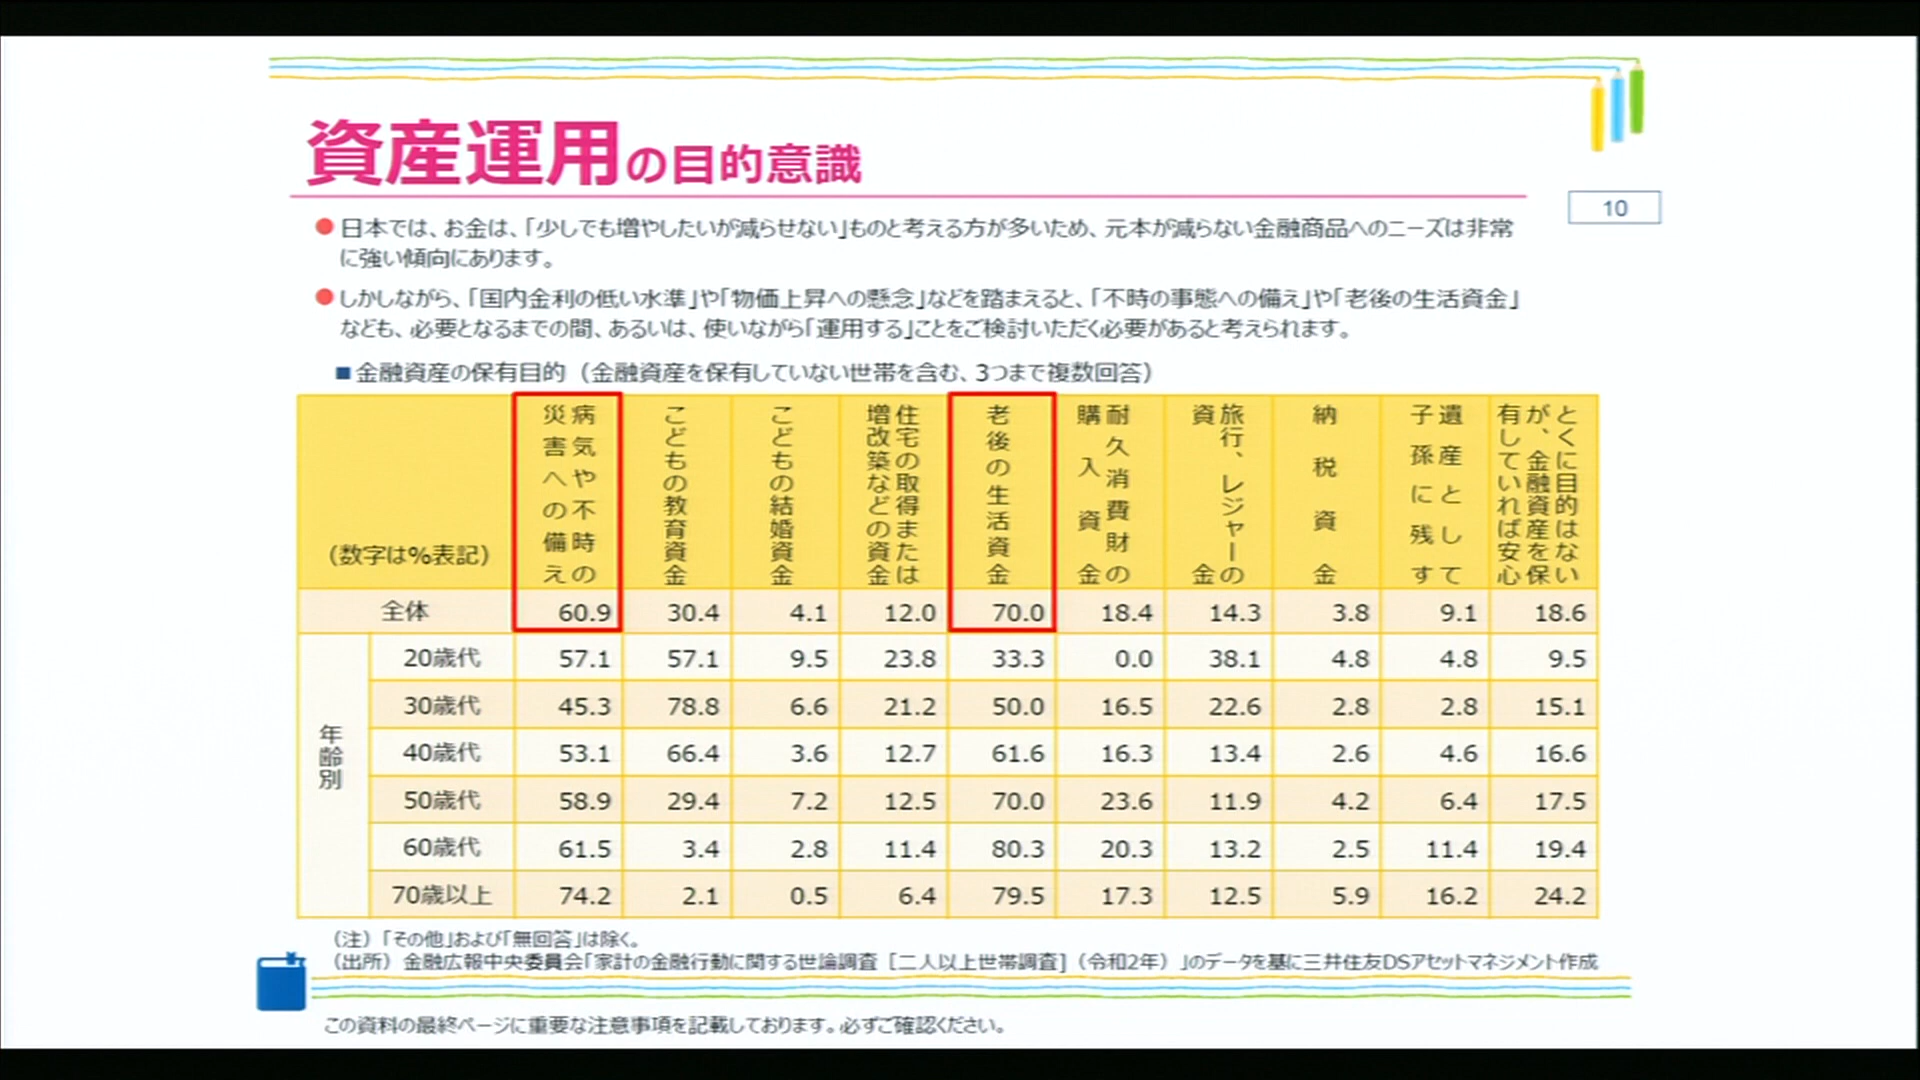 資産運用の目的意識
10
●日本では、お金は、「少しでも増やしたいが減らせない」ものと考える方が多いため、元本が減らない金融商品へのニーズは非常
に強い傾向にあります。
●しかしながら、「国内金利の低い水準」や「物価上昇への懸念」などを踏まえると、「不時の事態への備え」や「老後の生活資金」
なども、必要となるまでの間、あるいは、使いながら「運用する」ことをご検討いただく必要があると考えられます。
■金融資産の保有目的（金融資産を保有していない世帯を含む、3つまで複数回答）
（数字は%表記）
病気や不時の
災害への備え
こどもの教育資金
こどもの結婚資金
住宅の取得または
増改築などの資金
老後の生活資金
耐久消費財の
購入資金
旅行、レジャーの
資金
納税資金
遺産として
子孫に残す
とくに目的はない
が、金融資産を保
有していれば安心
全体 60.9 30.4 4.1 12.0 70.0 18.4 14.3 3.8 9.1 18.6
年齢別
20歳代 57.1 57.1 9.5 23.8 33.3 0.0 38.1 4.8 4.8 9.5
30歳代 45.3 78.8 6.6 21.2 50.0 16.5 22.6 2.8 2.8 15.1
40歳代 53.1 66.4 3.6 12.7 61.6 16.3 13.4 2.6 4.6 16.6
50歳代 58.9 29.4 7.2 12.5 70.0 23.6 11.9 4.2 6.4 17.5
60歳代 61.5 3.4 2.8 11.4 80.3 20.3 13.2 2.5 11.4 19.4
70歳以上 74.2 2.1 0.5 6.4 79.5 17.3 12.5 5.9 16.2 24.2
（注）「その他」および「無回答」は除く。
（出所）金融広報中央委員会「家計の金融行動に関する世論調査［二人以上世帯調査］（令和2年）」のデータを基に三井住友DSアセットマネジメント作成
この資料の最終ページに重要な注意事項を記載しております。必ずご確認ください。